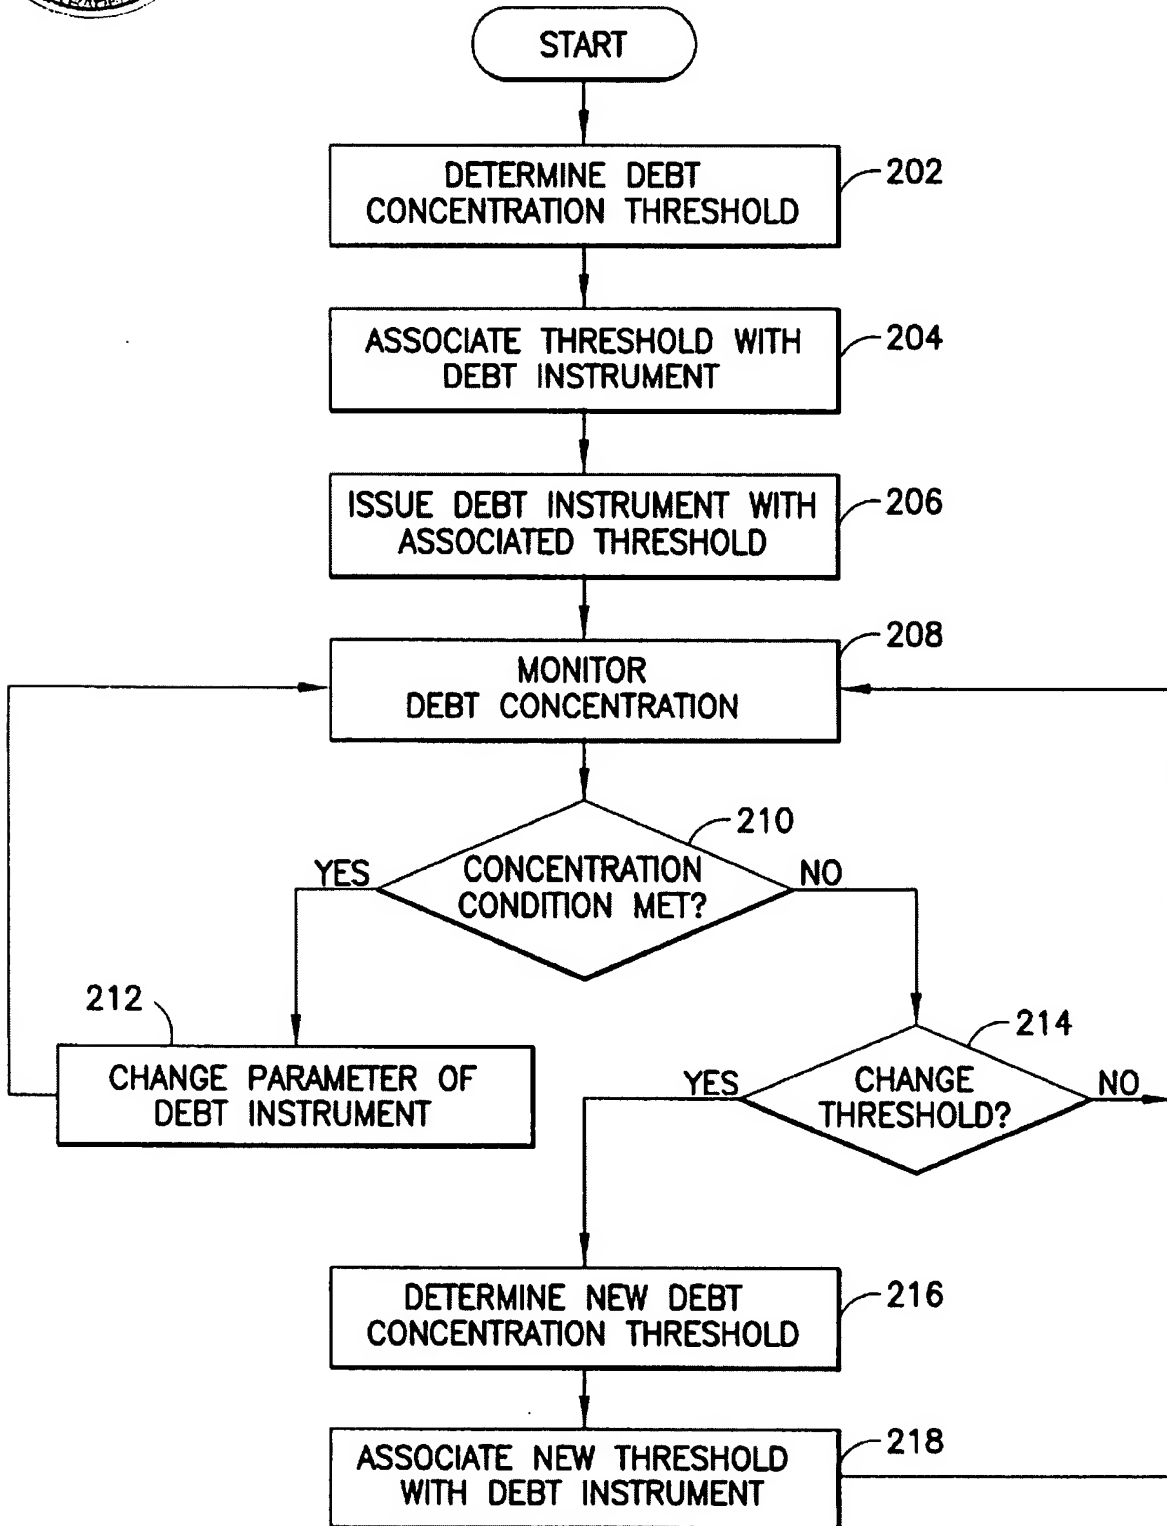 START
DETERMINE DEBT
CONCENTRATION THRESHOLD
202
ASSOCIATE THRESHOLD WITH
DEBT INSTRUMENT
204
ISSUE DEBT INSTRUMENT WITH
ASSOCIATED THRESHOLD
206
MONITOR
DEBT CONCENTRATION
208
210
YES
CONCENTRATION
CONDITION MET?
NO
212
214
CHANGE PARAMETER OF
DEBT INSTRUMENT
YES
CHANGE
THRESHOLD?
NO
DETERMINE NEW DEBT
CONCENTRATION THRESHOLD
216
ASSOCIATE NEW THRESHOLD
WITH DEBT INSTRUMENT
218